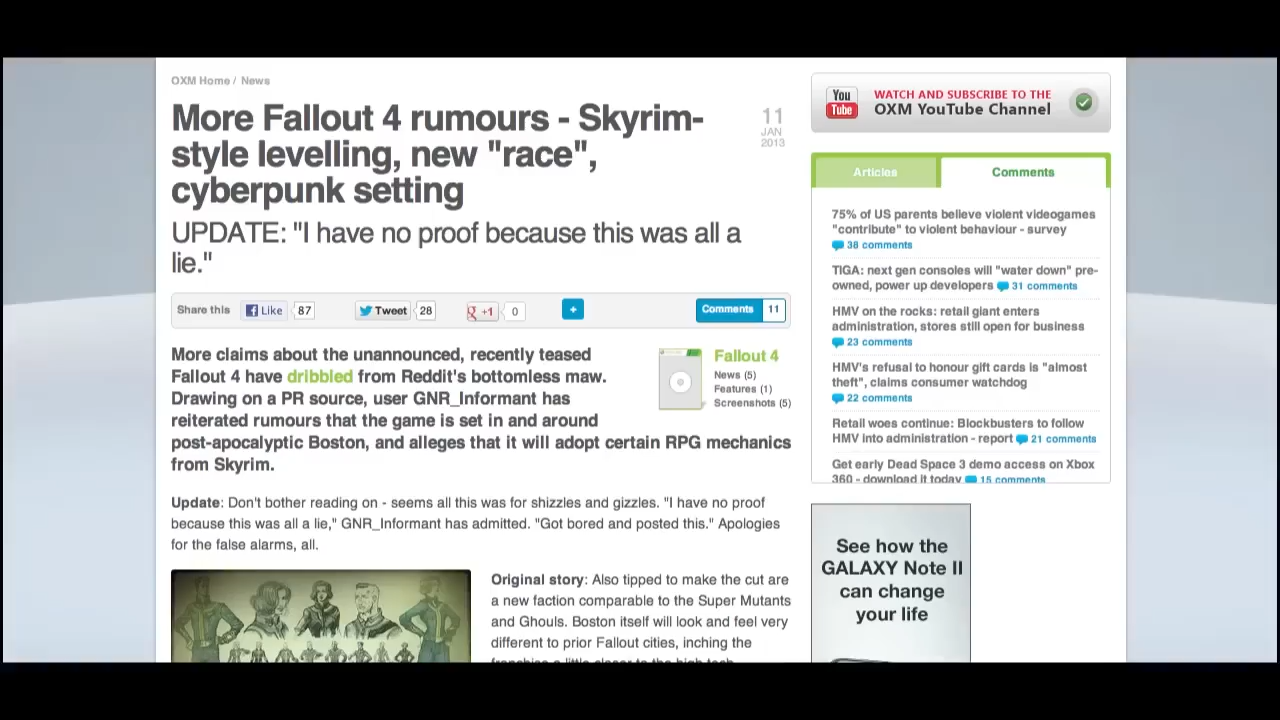 OXM Home / News
More Fallout 4 rumours - Skyrim-
style levelling, new "race",
cyberpunk setting
11
JAN
2013
UPDATE: "I have no proof because this was all a
lie."
Share this
Like
87
Tweet
28
+1
0
+
Comments
11
More claims about the unannounced, recently teased
Fallout 4 have dribbled from Reddit's bottomless maw.
Drawing on a PR source, user GNR_Informant has
reiterated rumours that the game is set in and around
post-apocalyptic Boston, and alleges that it will adopt certain RPG mechanics
from Skyrim.
Fallout 4
News (5)
Features (1)
Screenshots (5)
Update: Don't bother reading on - seems all this was for shizzles and gizzles. "I have no proof
because this was all a lie," GNR_Informant has admitted. "Got bored and posted this." Apologies
for the false alarms, all.
Original story: Also tipped to make the cut are
a new faction comparable to the Super Mutants
and Ghouls. Boston itself will look and feel very
different to prior Fallout cities, inching the
franchise a little closer to the high-tech
You
Tube
WATCH AND SUBSCRIBE TO THE
OXM YouTube Channel
Articles
Comments
75% of US parents believe violent videogames
"contribute" to violent behaviour - survey
38 comments
TIGA: next gen consoles will "water down" pre-
owned, power up developers 31 comments
HMV on the rocks: retail giant enters
administration, stores still open for business
23 comments
HMV's refusal to honour gift cards is "almost
theft", claims consumer watchdog
22 comments
Retail woes continue: Blockbusters to follow
HMV into administration - report 21 comments
Get early Dead Space 3 demo access on Xbox
360 - download it today 15 comments
See how the
GALAXY Note II
can change
your life